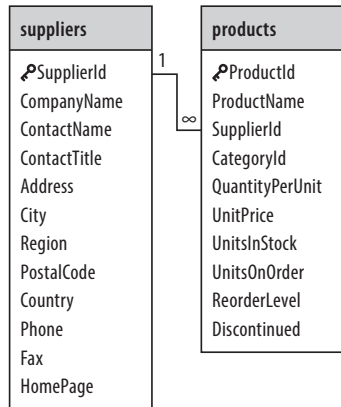 suppliers
SupplierId
CompanyName
ContactName
ContactTitle
Address
City
Region
PostalCode
Country
Phone
Fax
HomePage
1
∞
products
ProductId
ProductName
SupplierId
CategoryId
QuantityPerUnit
UnitPrice
UnitsInStock
UnitsOnOrder
ReorderLevel
Discontinued